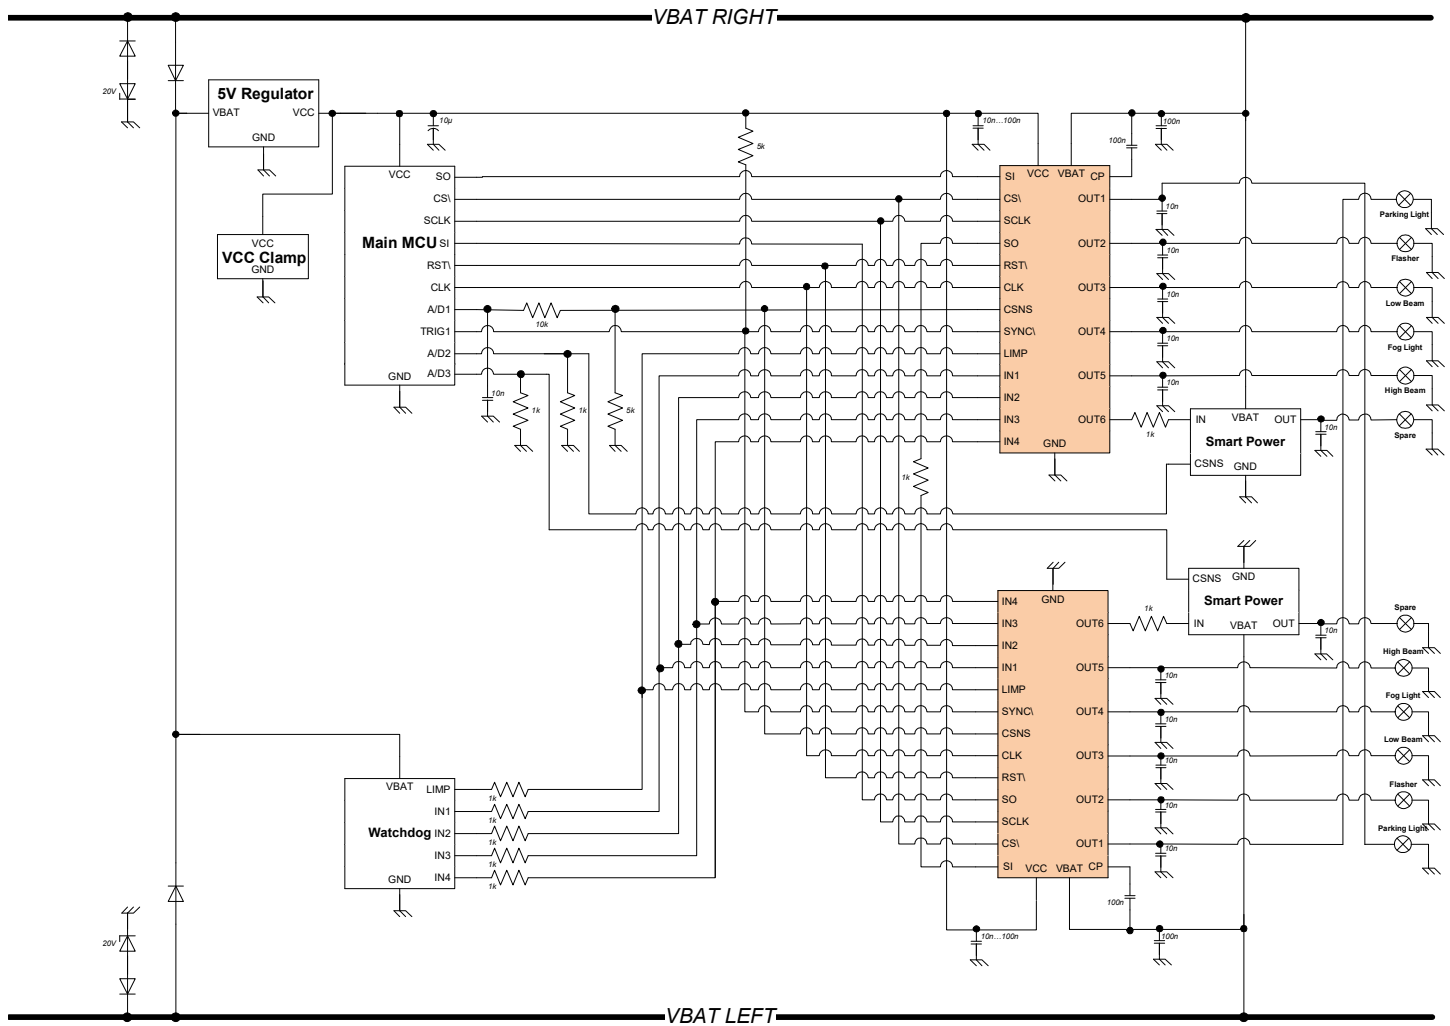 VBAT RIGHT
20V
5V Regulator
VBAT VCC
GND
10µ
5k
10n...100n
100n
100n
VCC
VCC Clamp
GND
VCC
Main MCU
SO
CS\
SCLK
SI
RST\
CLK
A/D1
TRIG1
A/D2
A/D3
GND
10k
10n
1k
1k
5k
VCC VBAT CP
SI
CS\
SCLK
SO
RST\
CLK
CSNS
SYNC\
LIMP
IN1
IN2
IN3
IN4
GND
OUT1
OUT2
OUT3
OUT4
OUT5
OUT6
10n
10n
10n
10n
10n
1k
IN VBAT OUT
Smart Power
CSNS GND
10n
Parking Light
Flasher
Low Beam
Fog Light
High Beam
Spare
1k
CSNS GND
Smart Power
IN VBAT OUT
10n
1k
GND
IN4
IN3
IN2
IN1
LIMP
SYNC\
CSNS
CLK
RST\
SO
SCLK
CS\
SI
VCC VBAT CP
OUT6
OUT5
OUT4
OUT3
OUT2
OUT1
10n
10n
10n
10n
10n
Spare
High Beam
Fog Light
Low Beam
Flasher
Parking Light
VBAT
Watchdog
GND
LIMP
IN1
IN2
IN3
IN4
1k
1k
1k
1k
1k
100n
10n...100n
100n
20V
VBAT LEFT